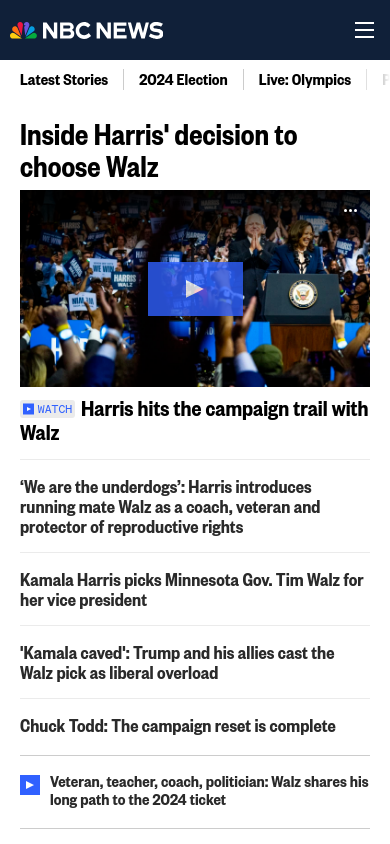 NBC NEWS
Latest Stories 2024 Election Live: Olympics
Inside Harris' decision to
choose Walz
WATCH Harris hits the campaign trail with
Walz
‘We are the underdogs’: Harris introduces
running mate Walz as a coach, veteran and
protector of reproductive rights
Kamala Harris picks Minnesota Gov. Tim Walz for
her vice president
'Kamala caved': Trump and his allies cast the
Walz pick as liberal overload
Chuck Todd: The campaign reset is complete
Veteran, teacher, coach, politician: Walz shares his
long path to the 2024 ticket